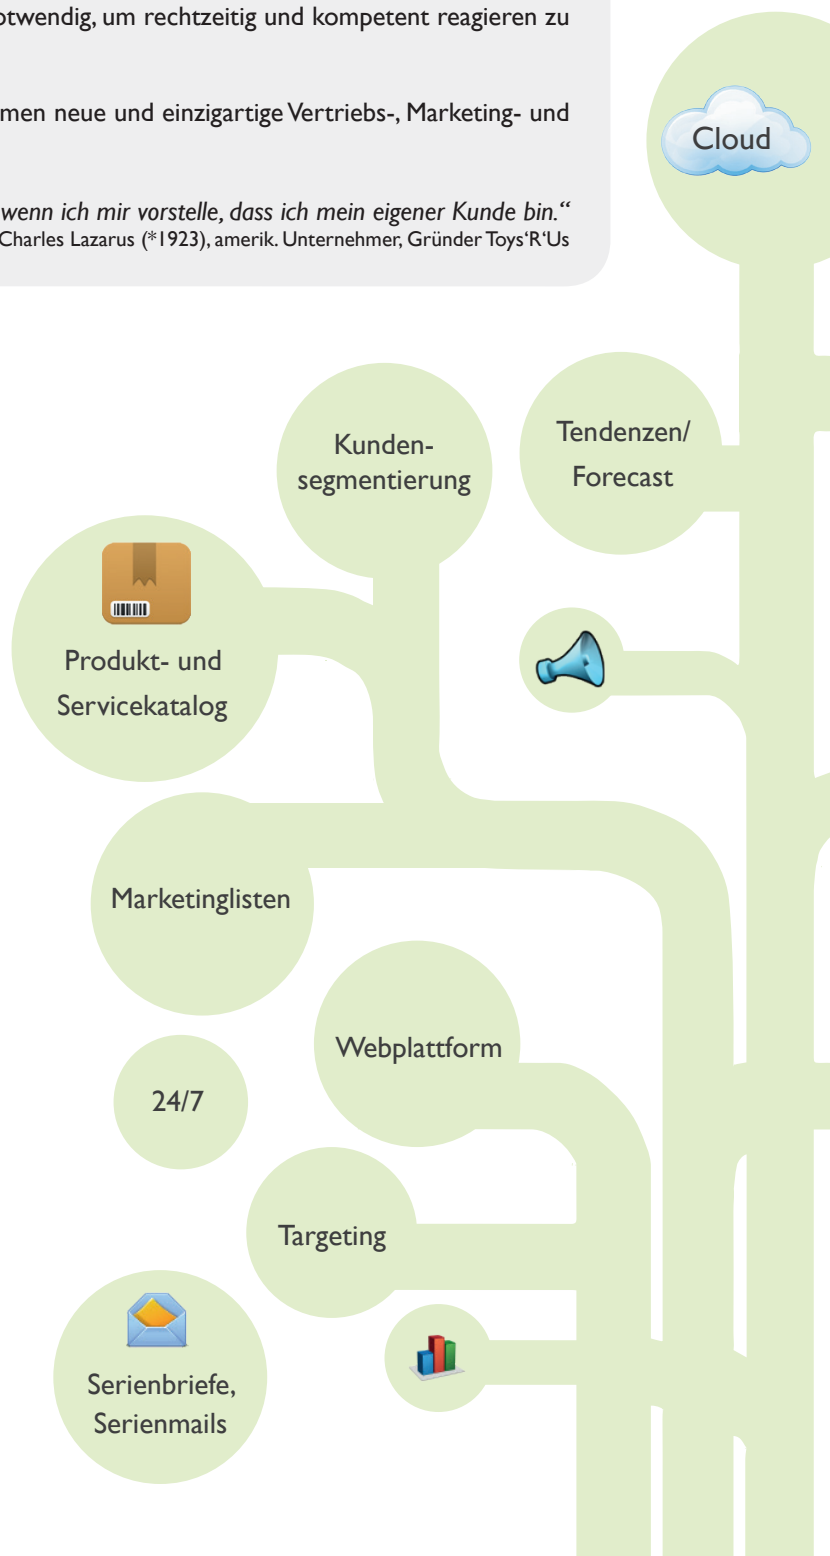 notwendig, um rechtzeitig und kompetent reagieren zu
men neue und einzigartige Vertriebs-, Marketing- und
wenn ich mir vorstelle, dass ich mein eigener Kunde bin.“
Charles Lazarus (*1923), amerik. Unternehmer, Gründer Toys‘R‘Us
Cloud
Tendenzen/
Forecast
Kunden-
segmentierung
Produkt- und
Servicekatalog
Marketinglisten
Webplattform
24/7
Targeting
Serienbriefe,
Serienmails